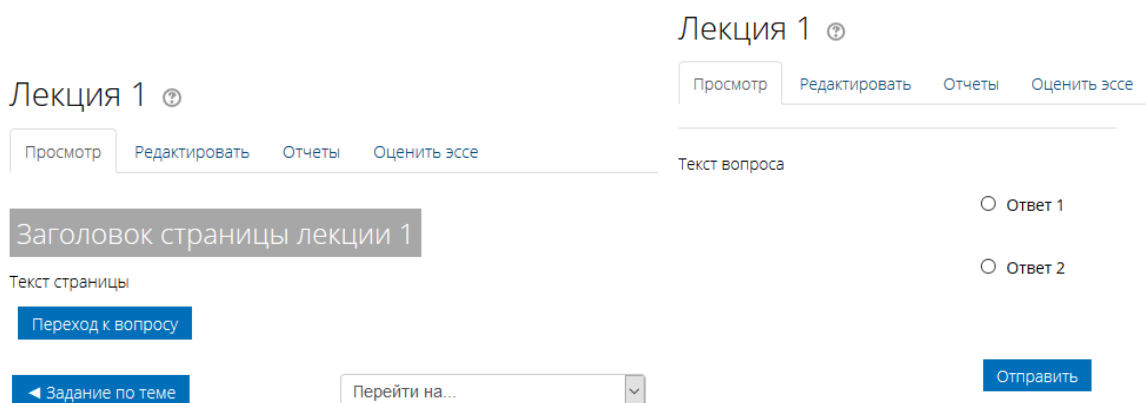 Лекция 1
Просмотр Редактировать Отчеты Оценить эссе
Заголовок страницы лекции 1
Текст страницы
Переход к вопросу
◄ Задание по теме Перейти на...
Лекция 1
Просмотр Редактировать Отчеты Оценить эссе
Текст вопроса
Ответ 1
Ответ 2
Отправить